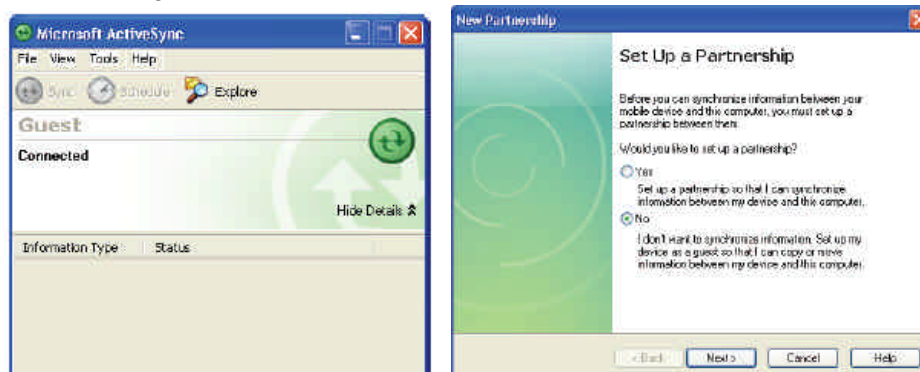 Microsoft ActiveSync
File View Tools Help
Sync Schedule Explore
Guest
Connected
Hide Details
Information Type Status
New Partnership
Set Up a Partnership
Before you can synchronize information between your
mobile device and this computer, you must set up a
partnership between them.
Would you like to set up a partnership?
Yes
Set up a partnership so that I can synchronize
information between my device and this computer.
No
I don't want to synchronize information. Set up my
device as a guest so that I can copy or move
information between my device and this computer.
< Back Next > Cancel Help